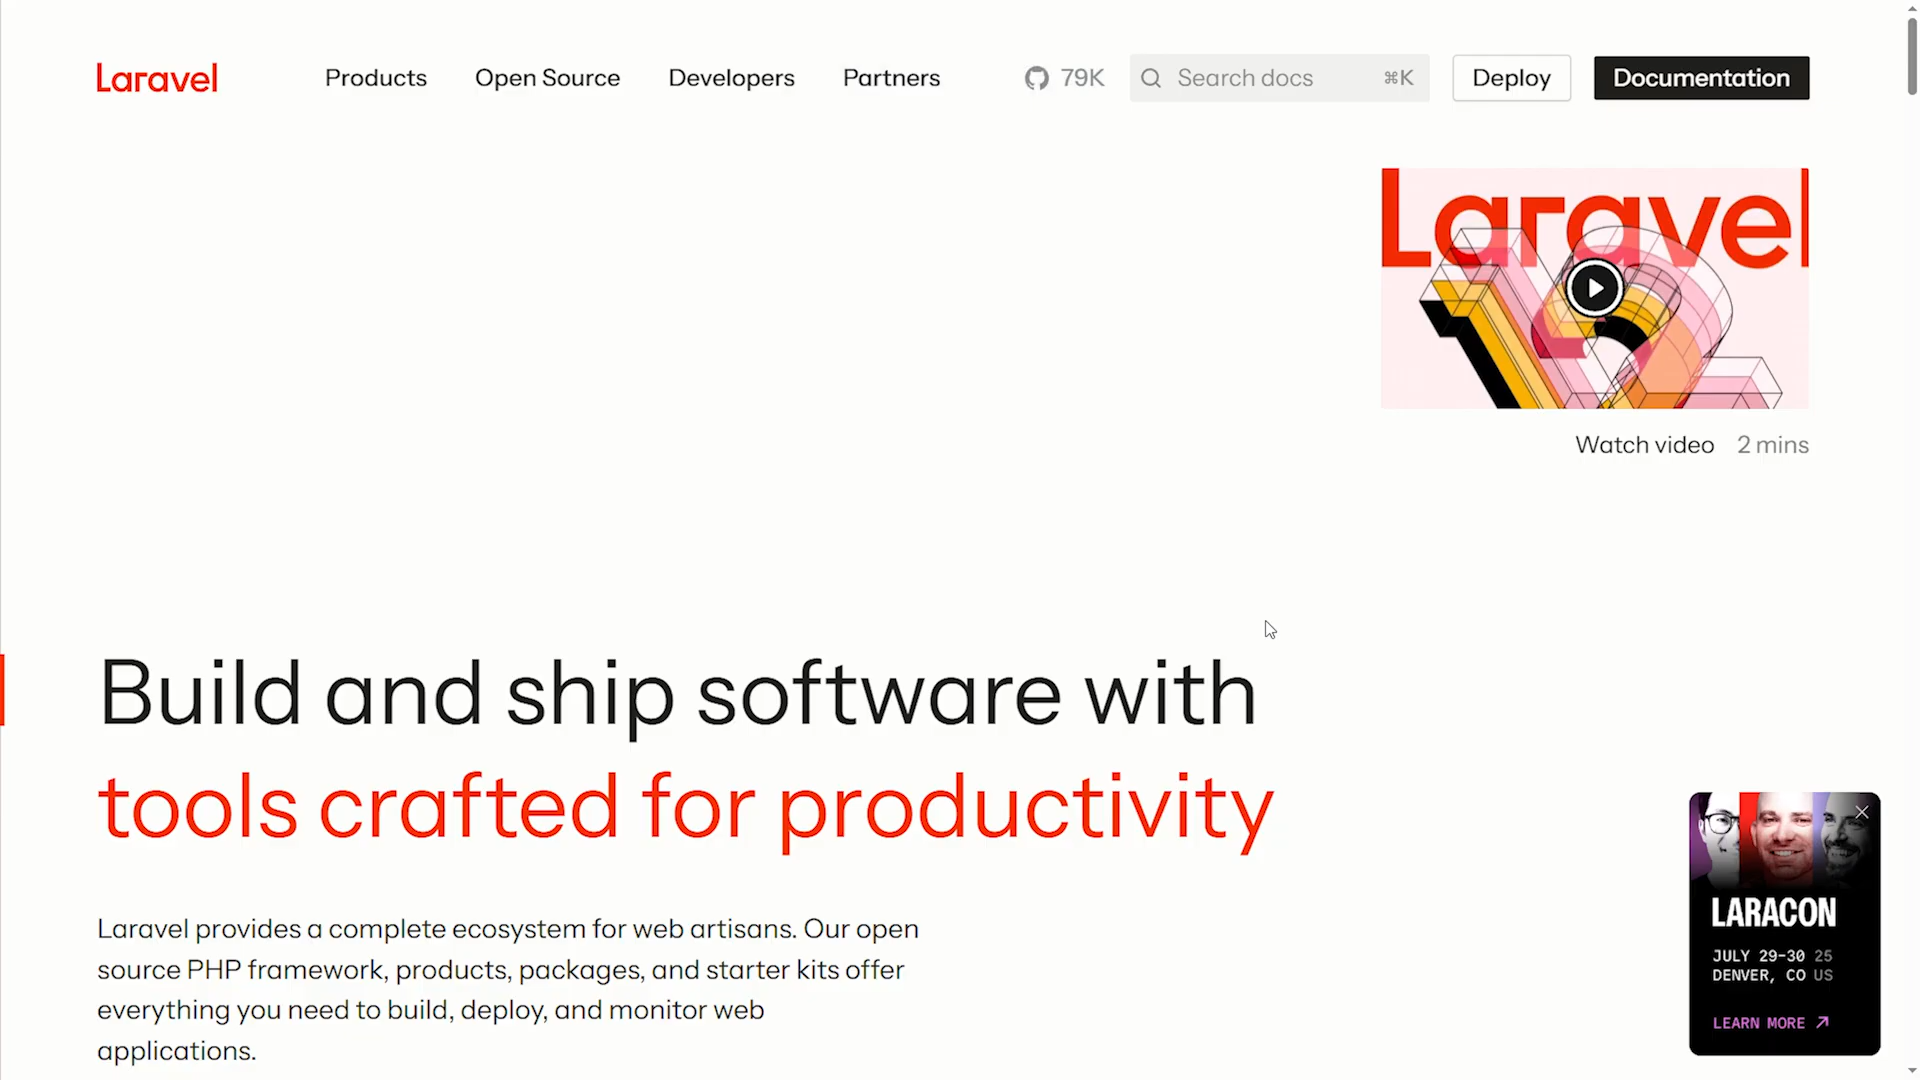 Laravel
Products
Open Source
Developers
Partners
79K
Search docs
⌘K
Deploy
Documentation
Laravel
12
Watch video 2 mins
Build and ship software with
tools crafted for productivity
Laravel provides a complete ecosystem for web artisans. Our open
source PHP framework, products, packages, and starter kits offer
everything you need to build, deploy, and monitor web
applications.
LARACON
JULY 29-30 25
DENVER, CO US
LEARN MORE